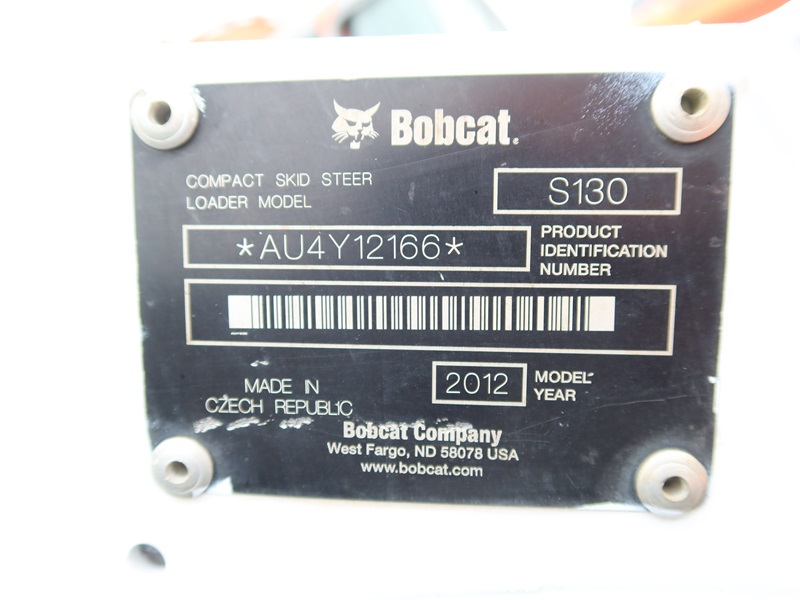 Bobcat.
COMPACT SKID STEER
LOADER MODEL
S130
*AU4Y12166*
PRODUCT
IDENTIFICATION
NUMBER
MADE IN
CZECH REPUBLIC
2012
MODEL
YEAR
Bobcat Company
West Fargo, ND 58078 USA
www.bobcat.com